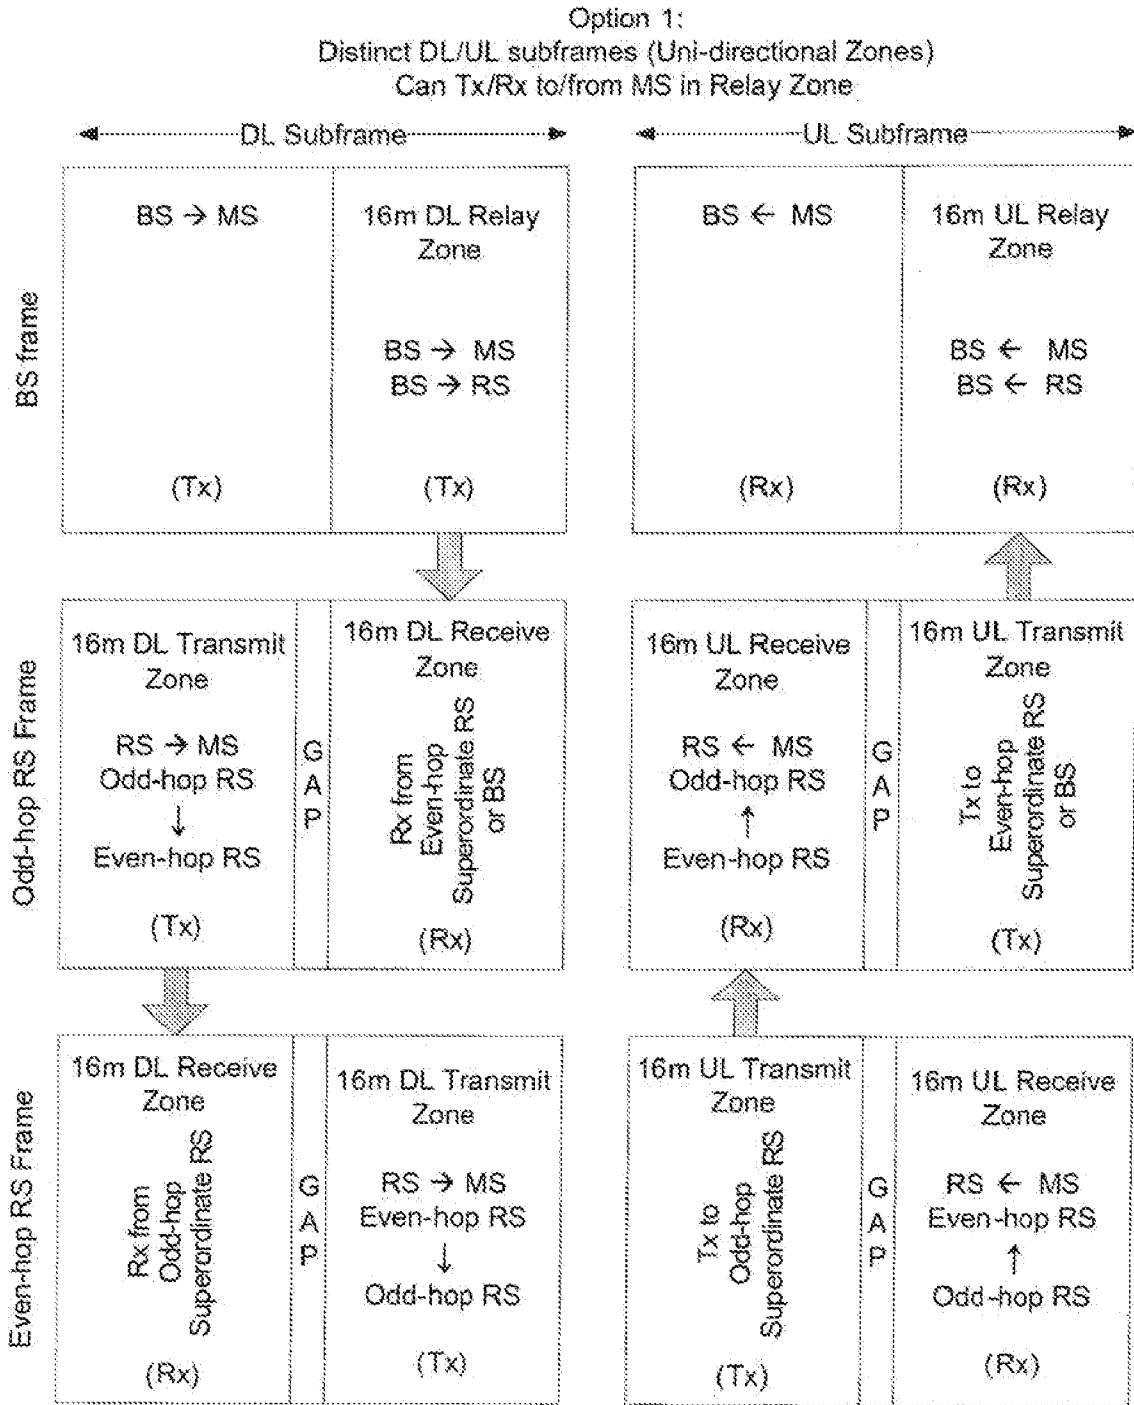 Option 1:
Distinct DL/UL subframes (Uni-directional Zones)
Can Tx/Rx to/from MS in Relay Zone
DL Subframe
UL Subframe
BS frame
BS → MS
(Tx)
16m DL Relay
Zone
BS → MS
BS → RS
(Tx)
BS ← MS
(Rx)
16m UL Relay
Zone
BS ← MS
BS ← RS
(Rx)
Odd-hop RS Frame
16m DL Transmit
Zone
RS → MS
Odd-hop RS
↓
Even-hop RS
(Tx)
G
A
P
16m DL Receive
Zone
Rx from
Even-hop
Superordinate RS
or BS
(Rx)
16m UL Receive
Zone
RS ← MS
Odd-hop RS
↑
Even-hop RS
(Rx)
G
A
P
16m UL Transmit
Zone
Tx to
Even-hop
Superordinate RS
or BS
(Tx)
Even-hop RS Frame
16m DL Receive
Zone
Rx from
Odd-hop
Superordinate RS
(Rx)
G
A
P
16m DL Transmit
Zone
RS → MS
Even-hop RS
↓
Odd-hop RS
(Tx)
16m UL Transmit
Zone
Tx to
Odd-hop
Superordinate RS
(Tx)
G
A
P
16m UL Receive
Zone
RS ← MS
Even-hop RS
↑
Odd-hop RS
(Rx)